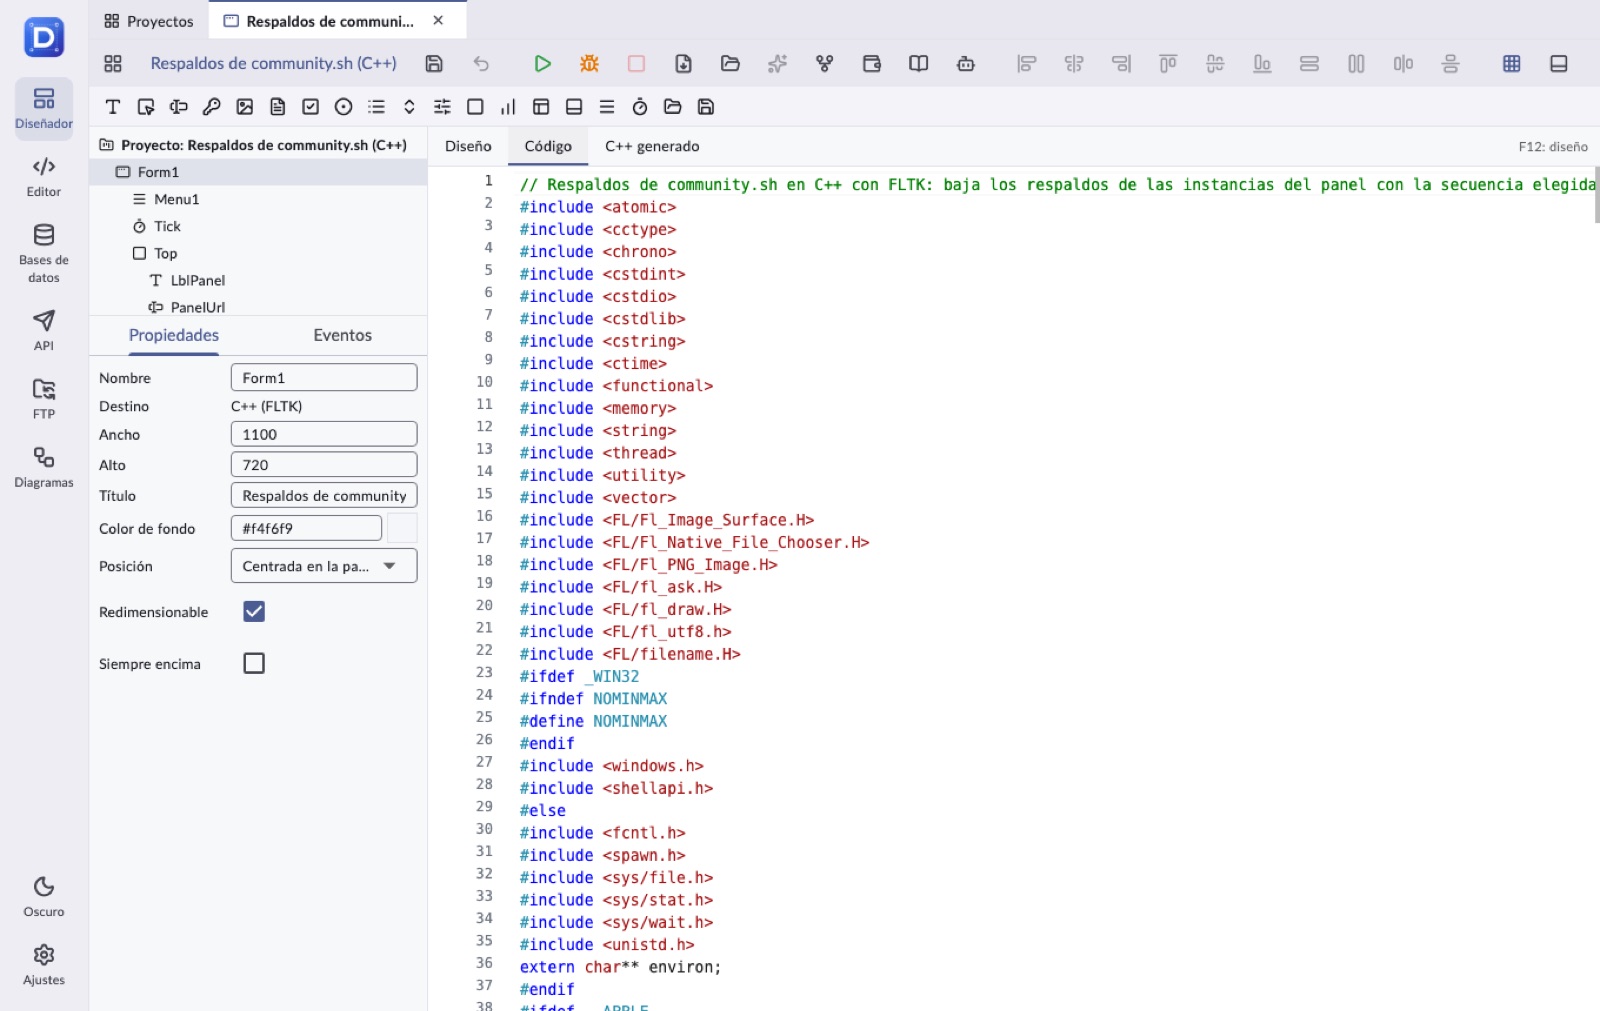 Proyectos
Respaldos de communi...
Respaldos de community.sh (C++)
Diseñador
Editor
Bases de
datos
API
FTP
Diagramas
Oscuro
Ajustes
Proyecto: Respaldos de community.sh (C++)
Form1
Menu1
Tick
Top
LblPanel
PanelUrl
Propiedades
Eventos
Nombre
Form1
Destino
C++ (FLTK)
Ancho
1100
Alto
720
Título
Respaldos de community
Color de fondo
#f4f6f9
Posición
Centrada en la pa...
Redimensionable
Siempre encima
Diseño
Código
C++ generado
F12: diseño
1 // Respaldos de community.sh en C++ con FLTK: baja los respaldos de las instancias del panel con la secuencia elegida
2 #include <atomic>
3 #include <cctype>
4 #include <chrono>
5 #include <cstdint>
6 #include <cstdio>
7 #include <cstdlib>
8 #include <cstring>
9 #include <ctime>
10 #include <functional>
11 #include <memory>
12 #include <string>
13 #include <thread>
14 #include <utility>
15 #include <vector>
16 #include <FL/Fl_Image_Surface.H>
17 #include <FL/Fl_Native_File_Chooser.H>
18 #include <FL/Fl_PNG_Image.H>
19 #include <FL/fl_ask.H>
20 #include <FL/fl_draw.H>
21 #include <FL/fl_utf8.h>
22 #include <FL/filename.H>
23 #ifdef _WIN32
24 #ifndef NOMINMAX
25 #define NOMINMAX
26 #endif
27 #include <windows.h>
28 #include <shellapi.h>
29 #else
30 #include <fcntl.h>
31 #include <spawn.h>
32 #include <sys/file.h>
33 #include <sys/stat.h>
34 #include <sys/wait.h>
35 #include <unistd.h>
36 extern char** environ;
37 #endif
38 #ifdef __APPLE__